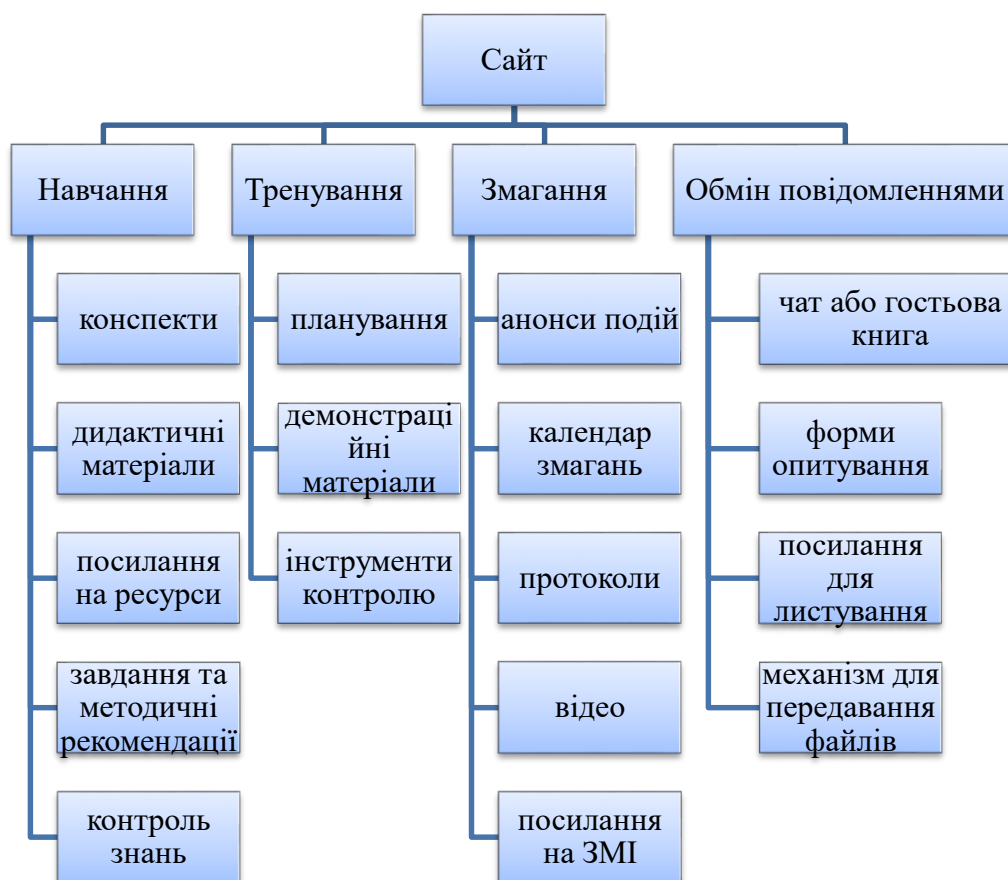 Сайт
Навчання
Тренування
Змагання
Обмін повідомленнями
конспекти
дидактичні
матеріали
посилання
на ресурси
завдання та
методичні
рекомендації
контроль
знань
планування
демонстраці
йні
матеріали
інструменти
контролю
анонси подій
календар
змагань
протоколи
відео
посилання
на ЗМІ
чат або гостьова
книга
форми
опитування
посилання
для
листування
механізм для
передавання
файлів